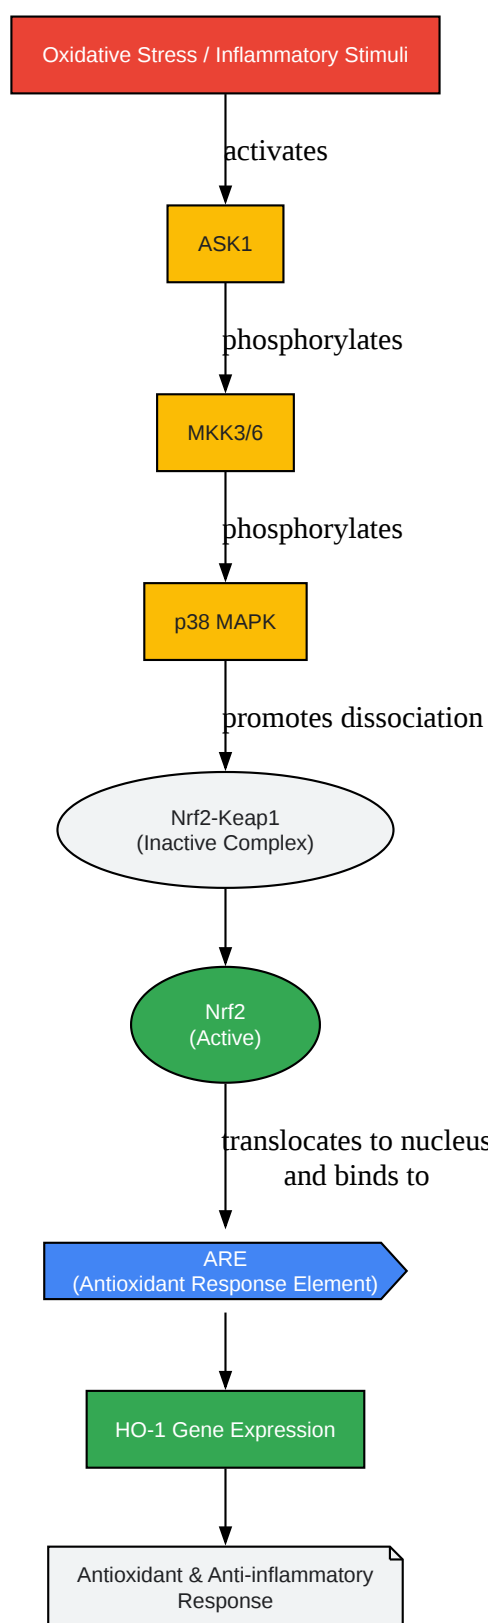 Oxidative Stress / Inflammatory Stimuli
activates
ASK1
phosphorylates
MKK3/6
phosphorylates
p38 MAPK
promotes dissociation
Nrf2-Keap1
(Inactive Complex)
Nrf2
(Active)
translocates to nucleus
and binds to
ARE
(Antioxidant Response Element)
HO-1 Gene Expression
Antioxidant & Anti-inflammatory
Response